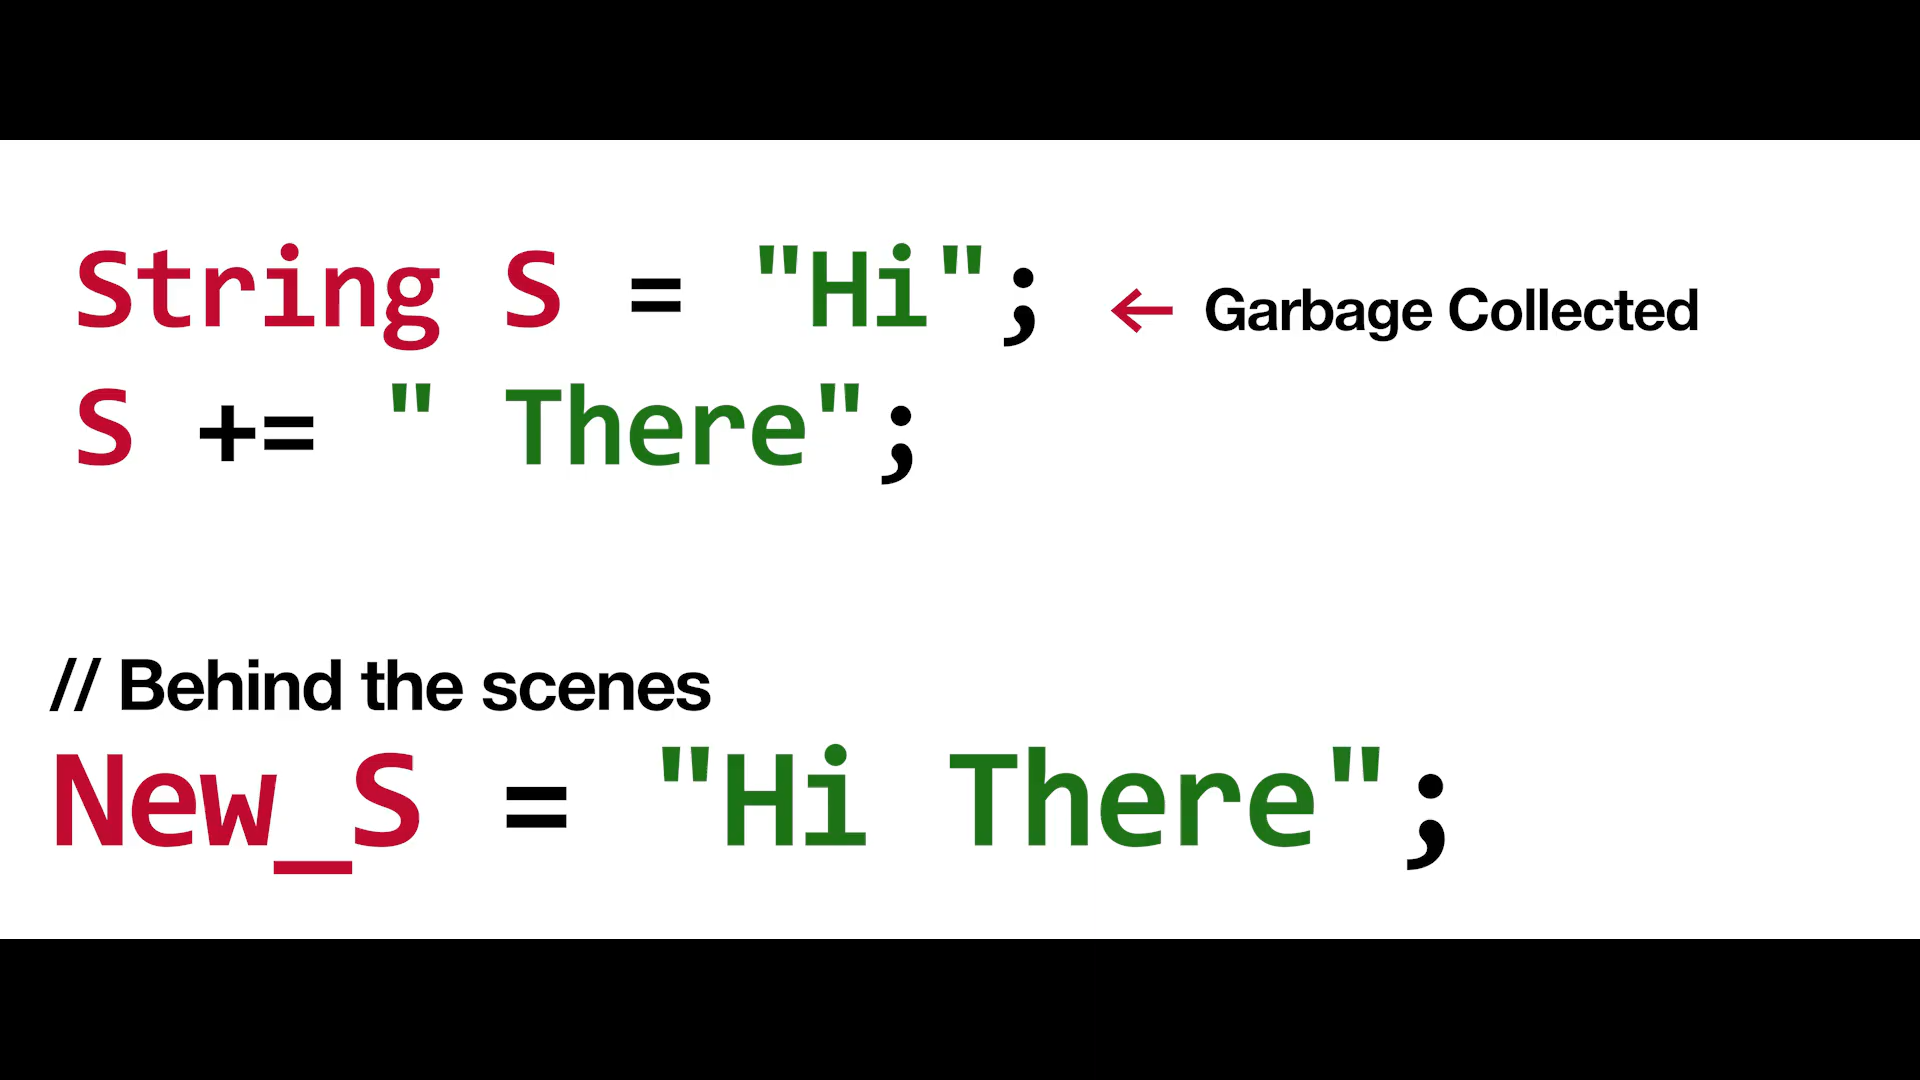 String S = "Hi"; ← Garbage Collected
S += " There";
// Behind the scenes
New_S = "Hi There";